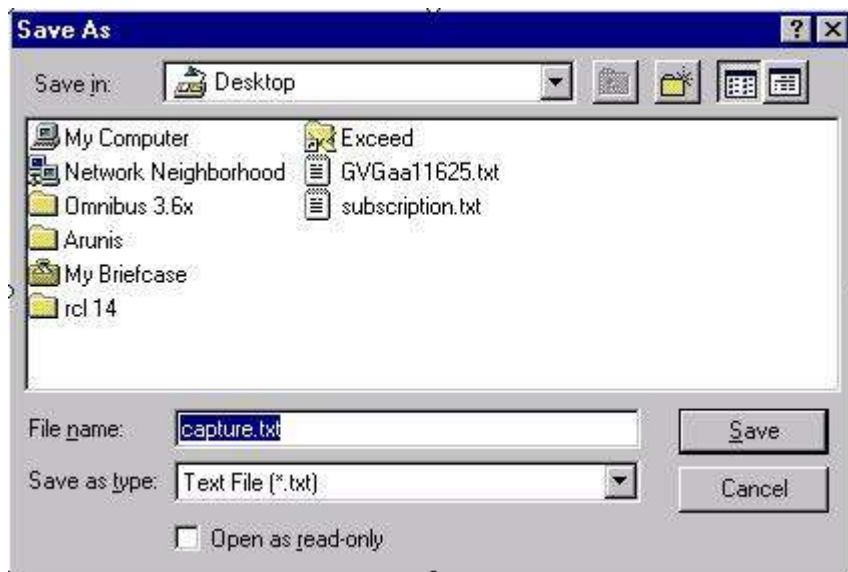 Save As
Save in: Desktop
My Computer
Network Neighborhood
Omnibus 3.6x
Arunis
My Briefcase
rcl 14
Exceed
GVGaa11625.txt
subscription.txt
File name: capture.txt Save
Save as type: Text File (*.txt) Cancel
Open as read-only